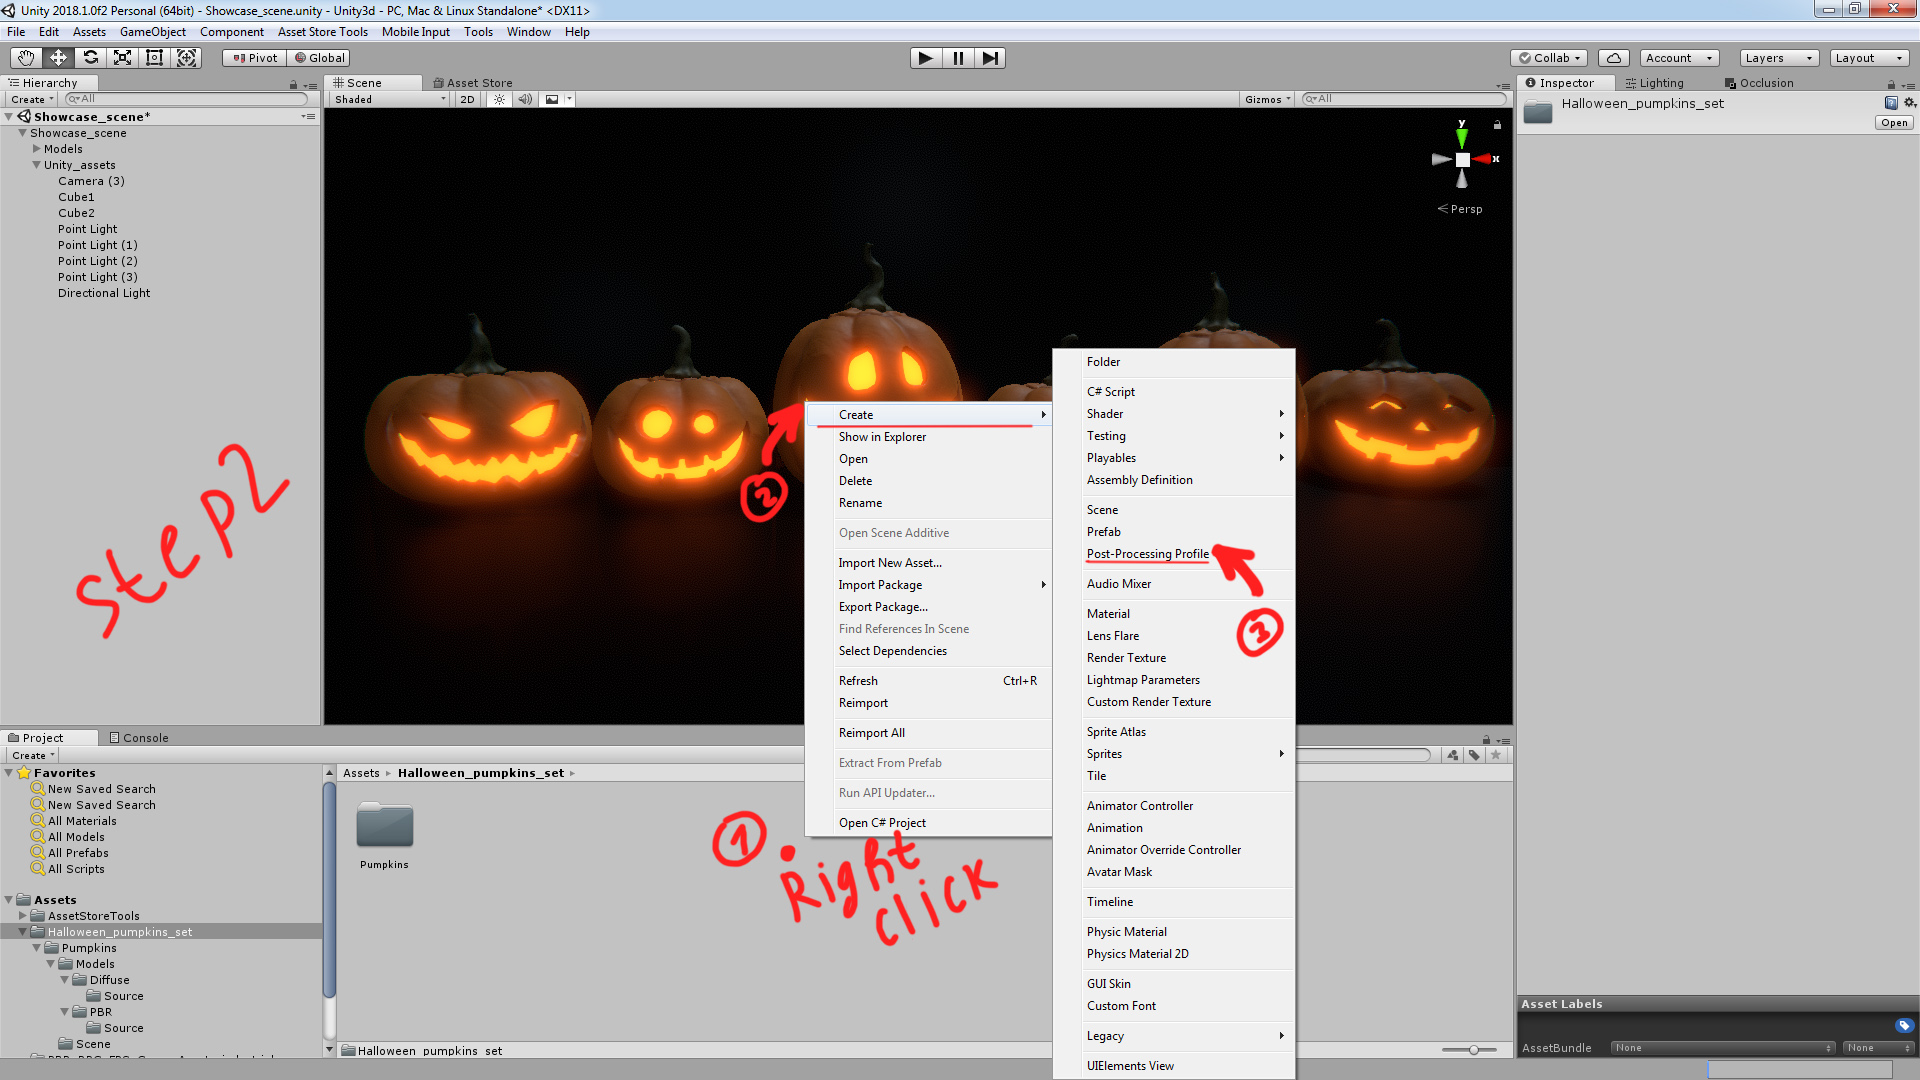 Unity 2018.1.0f2 Personal (64bit) - Showcase_scene.unity - Unity3d - PC, Mac & Linux Standalone* <DX11>
File Edit Assets GameObject Component Asset Store Tools Mobile Input Tools Window Help
Pivot Global Collab Account Layers Layout
Hierarchy
Create All
Showcase_scene*
Showcase_scene
Models
Unity_assets
Camera (3)
Cube1
Cube2
Point Light
Point Light (1)
Point Light (2)
Point Light (3)
Directional Light
Scene Asset Store
Shaded 2D Gizmos All
y
x
Persp
Inspector Lighting Occlusion
Halloween_pumpkins_set
Open
step2
2
Create
Show in Explorer
Open
Delete
Rename
Open Scene Additive
Import New Asset...
Import Package
Export Package...
Find References In Scene
Select Dependencies
Refresh Ctrl+R
Reimport
Reimport All
Extract From Prefab
Run API Updater...
Open C# Project
Folder
C# Script
Shader
Testing
Playables
Assembly Definition
Scene
Prefab
Post-Processing Profile
Audio Mixer
Material
Lens Flare
Render Texture
Lightmap Parameters
Custom Render Texture
Sprite Atlas
Sprites
Tile
Animator Controller
Animation
Animator Override Controller
Avatar Mask
Timeline
Physic Material
Physics Material 2D
GUI Skin
Custom Font
Legacy
UIElements View
3
Project Console
Create
Favorites
New Saved Search
New Saved Search
All Materials
All Models
All Prefabs
All Scripts
Assets
AssetStoreTools
Halloween_pumpkins_set
Pumpkins
Models
Diffuse
Source
PBR
Source
Scene
Assets Halloween_pumpkins_set
Pumpkins
1
Right
click
Halloween_pumpkins_set
Asset Labels
AssetBundle None None